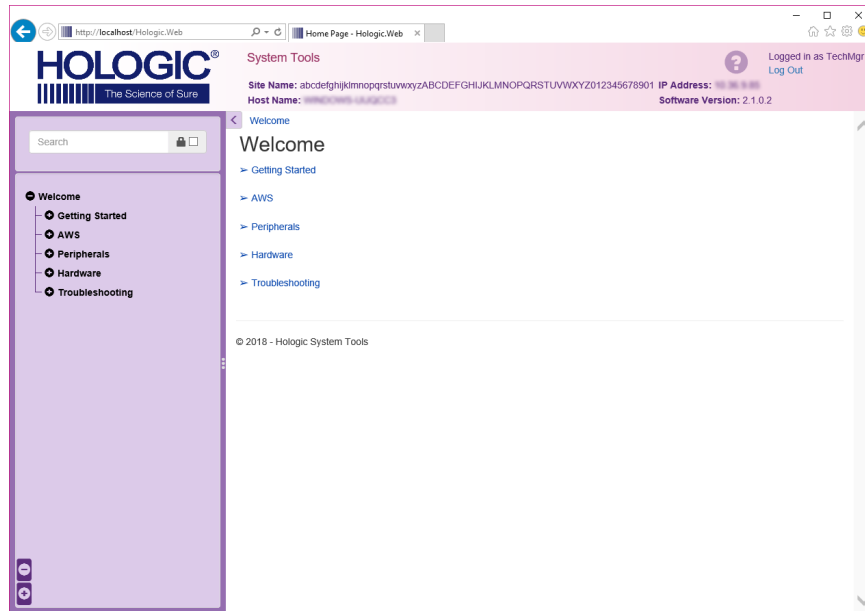 http://localhost/Hologic.Web
Home Page - Hologic.Web
HOLOGIC®
The Science of Sure
System Tools
Logged in as TechMgr
Log Out
Site Name: abcdefghijklmnopqrstuvwxyzABCDEFGHIJKLMNOPQRSTUVWXYZ012345678901 IP Address:
Host Name: Software Version: 2.1.0.2
Search
Welcome
Getting Started
AWS
Peripherals
Hardware
Troubleshooting
Welcome
Welcome
➢ Getting Started
➢ AWS
➢ Peripherals
➢ Hardware
➢ Troubleshooting
© 2018 - Hologic System Tools